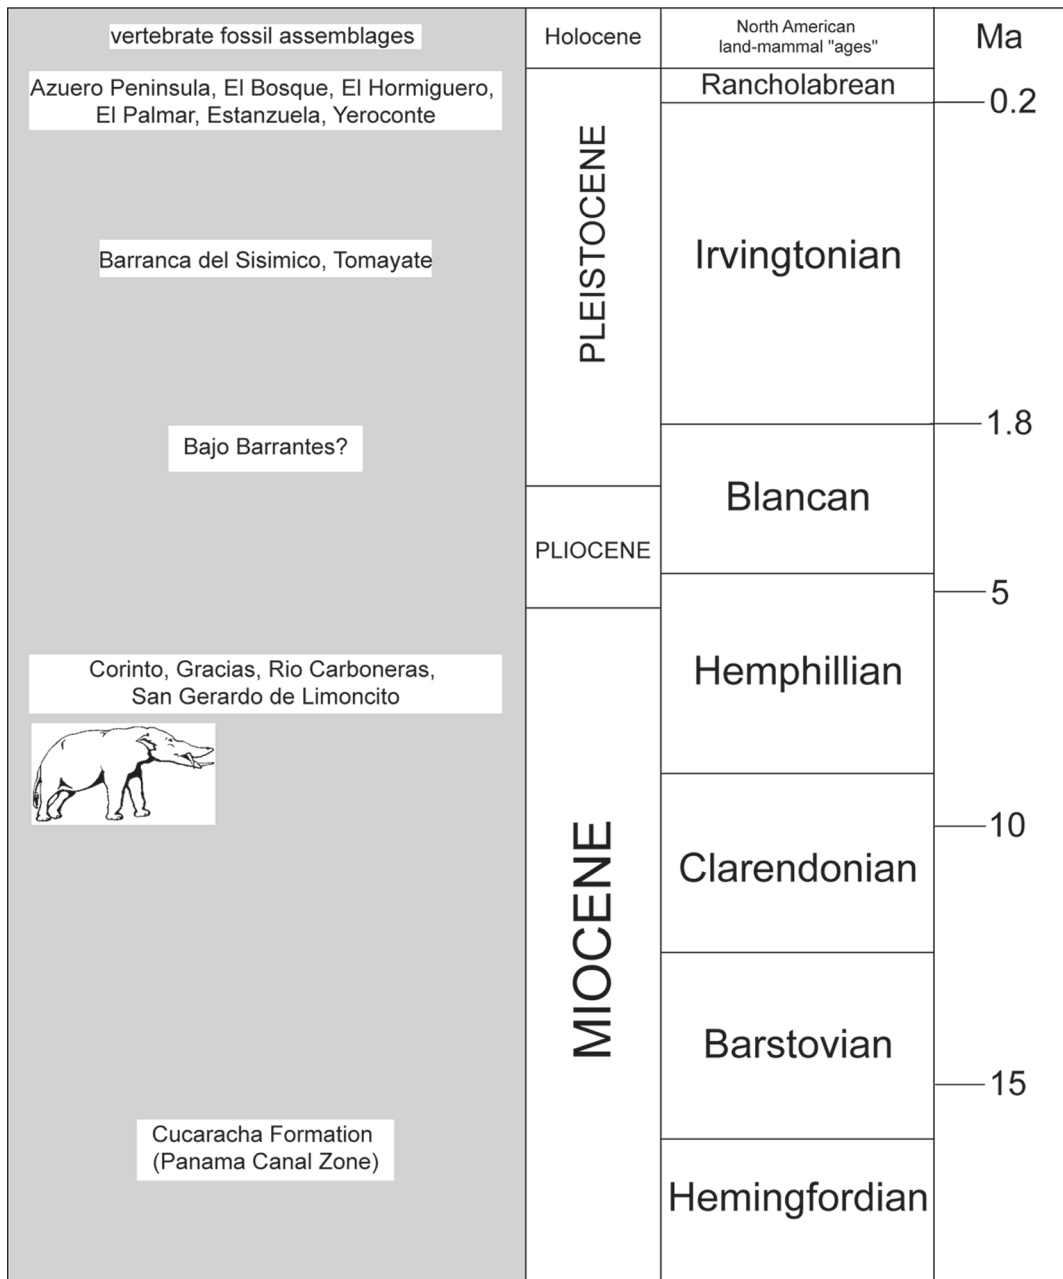 vertebrate fossil assemblages
Holocene
North American
land-mammal "ages"
Ma
Azuero Peninsula, El Bosque, El Hormiguero,
El Palmar, Estanzuela, Yeroconte
Rancholabrean
0.2
PLEISTOCENE
Barranca del Sisimico, Tomayate
Irvingtonian
1.8
Bajo Barrantes?
Blancan
PLIOCENE
5
Corinto, Gracias, Rio Carboneras,
San Gerardo de Limoncito
Hemphillian
10
MIOCENE
Clarendonian
Barstovian
15
Cucaracha Formation
(Panama Canal Zone)
Hemingfordian